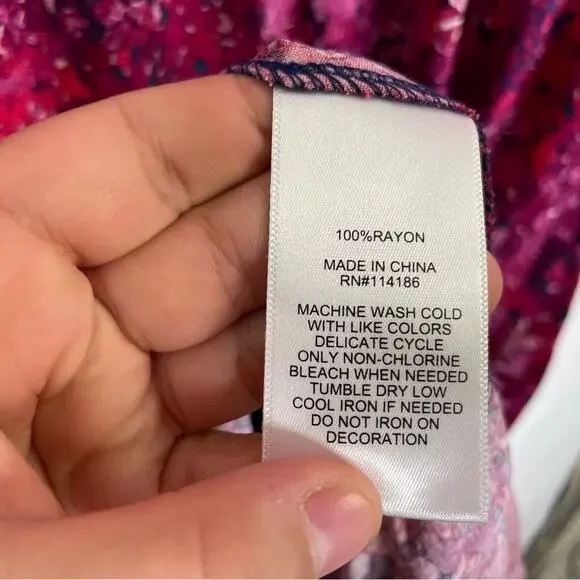 100%RAYON
MADE IN CHINA
RN#114186
MACHINE WASH COLD
WITH LIKE COLORS
DELICATE CYCLE
ONLY NON-CHLORINE
BLEACH WHEN NEEDED
TUMBLE DRY LOW
COOL IRON IF NEEDED
DO NOT IRON ON
DECORATION